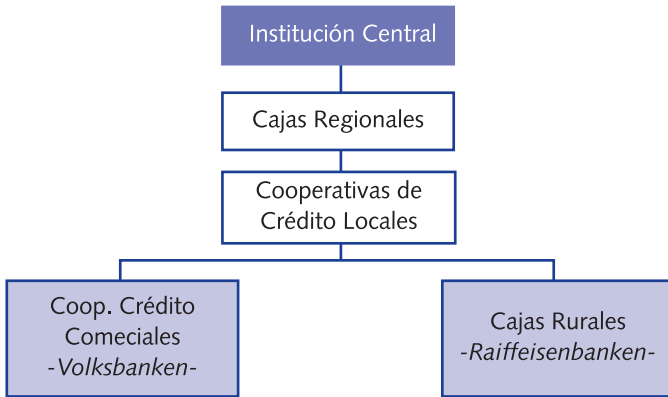 Institución Central
Cajas Regionales
Cooperativas de
Crédito Locales
Coop. Crédito
Comeciales
-Volksbanken-
Cajas Rurales
-Raiffeisenbanken-